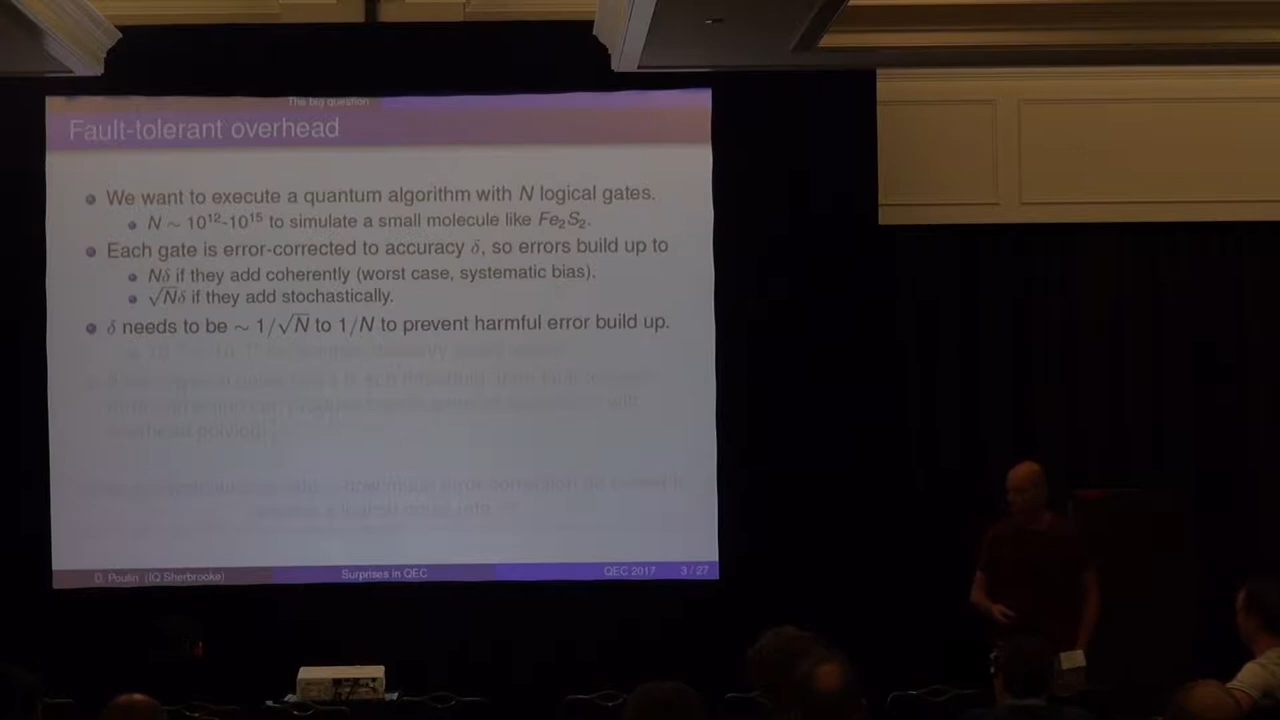 The big question
Fault-tolerant overhead
We want to execute a quantum algorithm with N logical gates.
N ∼ 10¹²-10¹⁵ to simulate a small molecule like Fe₂S₂.
Each gate is error-corrected to accuracy δ, so errors build up to
Nδ if they add coherently (worst case, systematic bias).
√Nδ if they add stochastically.
δ needs to be ∼ 1/√N to 1/N to prevent harmful error build up.
D. Poulin (IQ Sherbrooke)
Surprises in QEC
QEC 2017
3 / 27